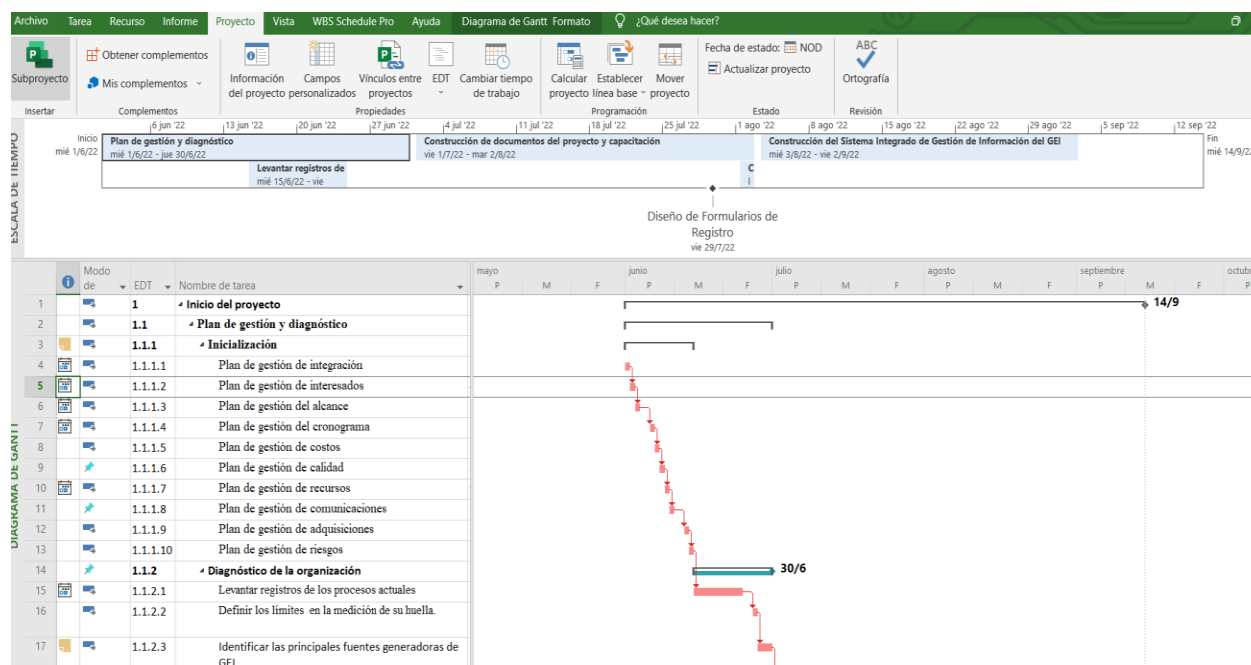 Archivo Tarea Recurso Informe Proyecto Vista WBS Schedule Pro Ayuda Diagrama de Gantt Formato ¿Qué desea hacer?
Subproyecto
Obtener complementos
Mis complementos
Información del proyecto
Campos personalizados
Vínculos entre proyectos
EDT
Cambiar tiempo de trabajo
Calcular proyecto
Establecer línea base
Mover proyecto
Fecha de estado: NOD
Actualizar proyecto
ABC
Ortografía
Insertar Complementos Propiedades Programación Estado Revisión
ESCALA DE TIEMPO
6 jun '22 13 jun '22 20 jun '22 27 jun '22 4 jul '22 11 jul '22 18 jul '22 25 jul '22 1 ago '22 8 ago '22 15 ago '22 22 ago '22 29 ago '22 5 sep '22 12 sep '22
Inicio
mié 1/6/22
Plan de gestión y diagnóstico
mié 1/6/22 - jue 30/6/22
Construcción de documentos del proyecto y capacitación
vie 1/7/22 - mar 2/8/22
Construcción del Sistema Integrado de Gestión de Información del GEI
mié 3/8/22 - vie 2/9/22
Fin
mié 14/9/22
Levantar registros de
mié 15/6/22 - vie
C
Diseño de Formularios de
Registro
vie 29/7/22
DIAGRAMA DE GANTT
Modo de EDT Nombre de tarea
mayo junio julio agosto septiembre octub
P M F P M F P M F P M F P M F P
1 1 Inicio del proyecto 14/9
2 1.1 Plan de gestión y diagnóstico
3 1.1.1 Inicialización
4 1.1.1.1 Plan de gestión de integración
5 1.1.1.2 Plan de gestión de interesados
6 1.1.1.3 Plan de gestión del alcance
7 1.1.1.4 Plan de gestión del cronograma
8 1.1.1.5 Plan de gestión de costos
9 1.1.1.6 Plan de gestión de calidad
10 1.1.1.7 Plan de gestión de recursos
11 1.1.1.8 Plan de gestión de comunicaciones
12 1.1.1.9 Plan de gestión de adquisiciones
13 1.1.1.10 Plan de gestión de riesgos
14 1.1.2 Diagnóstico de la organización 30/6
15 1.1.2.1 Levantar registros de los procesos actuales
16 1.1.2.2 Definir los límites en la medición de su huella.
17 1.1.2.3 Identificar las principales fuentes generadoras de
GEI